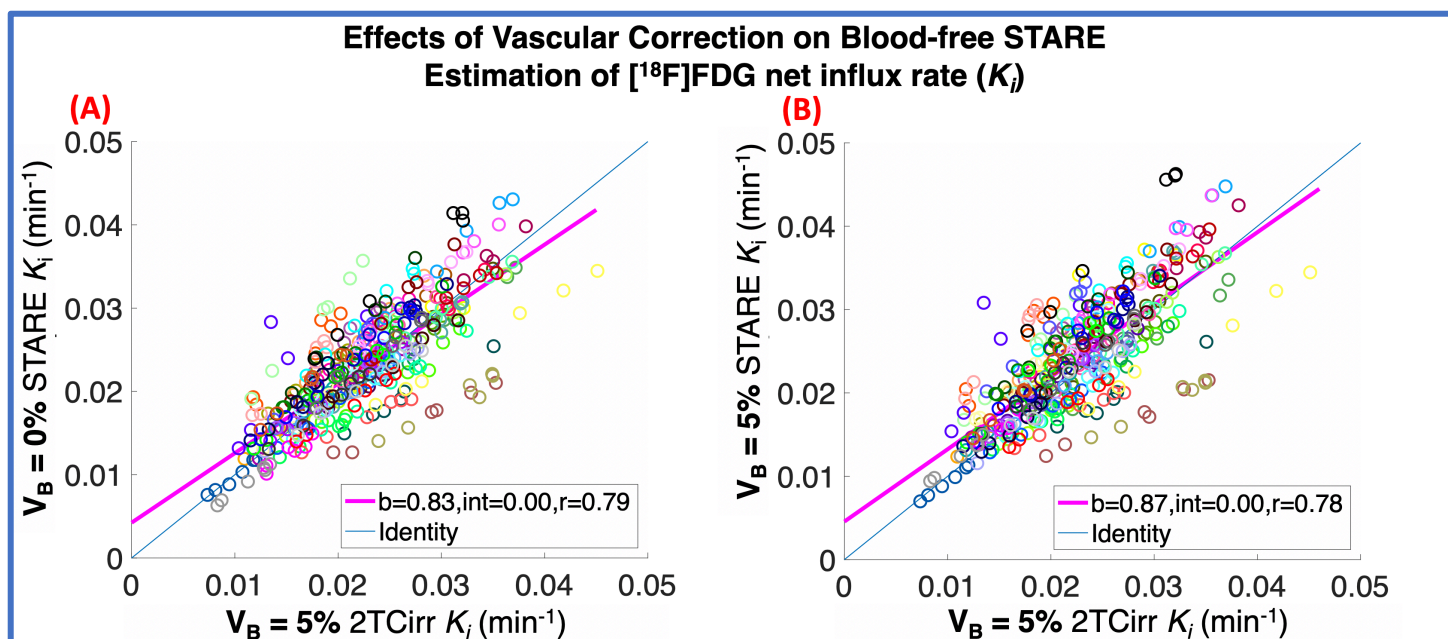 Effects of Vascular Correction on Blood-free STARE
Estimation of [¹⁸F]FDG net influx rate (Kᵢ)
(A)
V_B = 0% STARE Kᵢ (min⁻¹)
0.05
0.04
0.03
0.02
0.01
0
0
0.01
0.02
0.03
0.04
0.05
b=0.83,int=0.00,r=0.79
Identity
V_B = 5% 2TCirr Kᵢ (min⁻¹)
(B)
V_B = 5% STARE Kᵢ (min⁻¹)
0.05
0.04
0.03
0.02
0.01
0
0
0.01
0.02
0.03
0.04
0.05
b=0.87,int=0.00,r=0.78
Identity
V_B = 5% 2TCirr Kᵢ (min⁻¹)